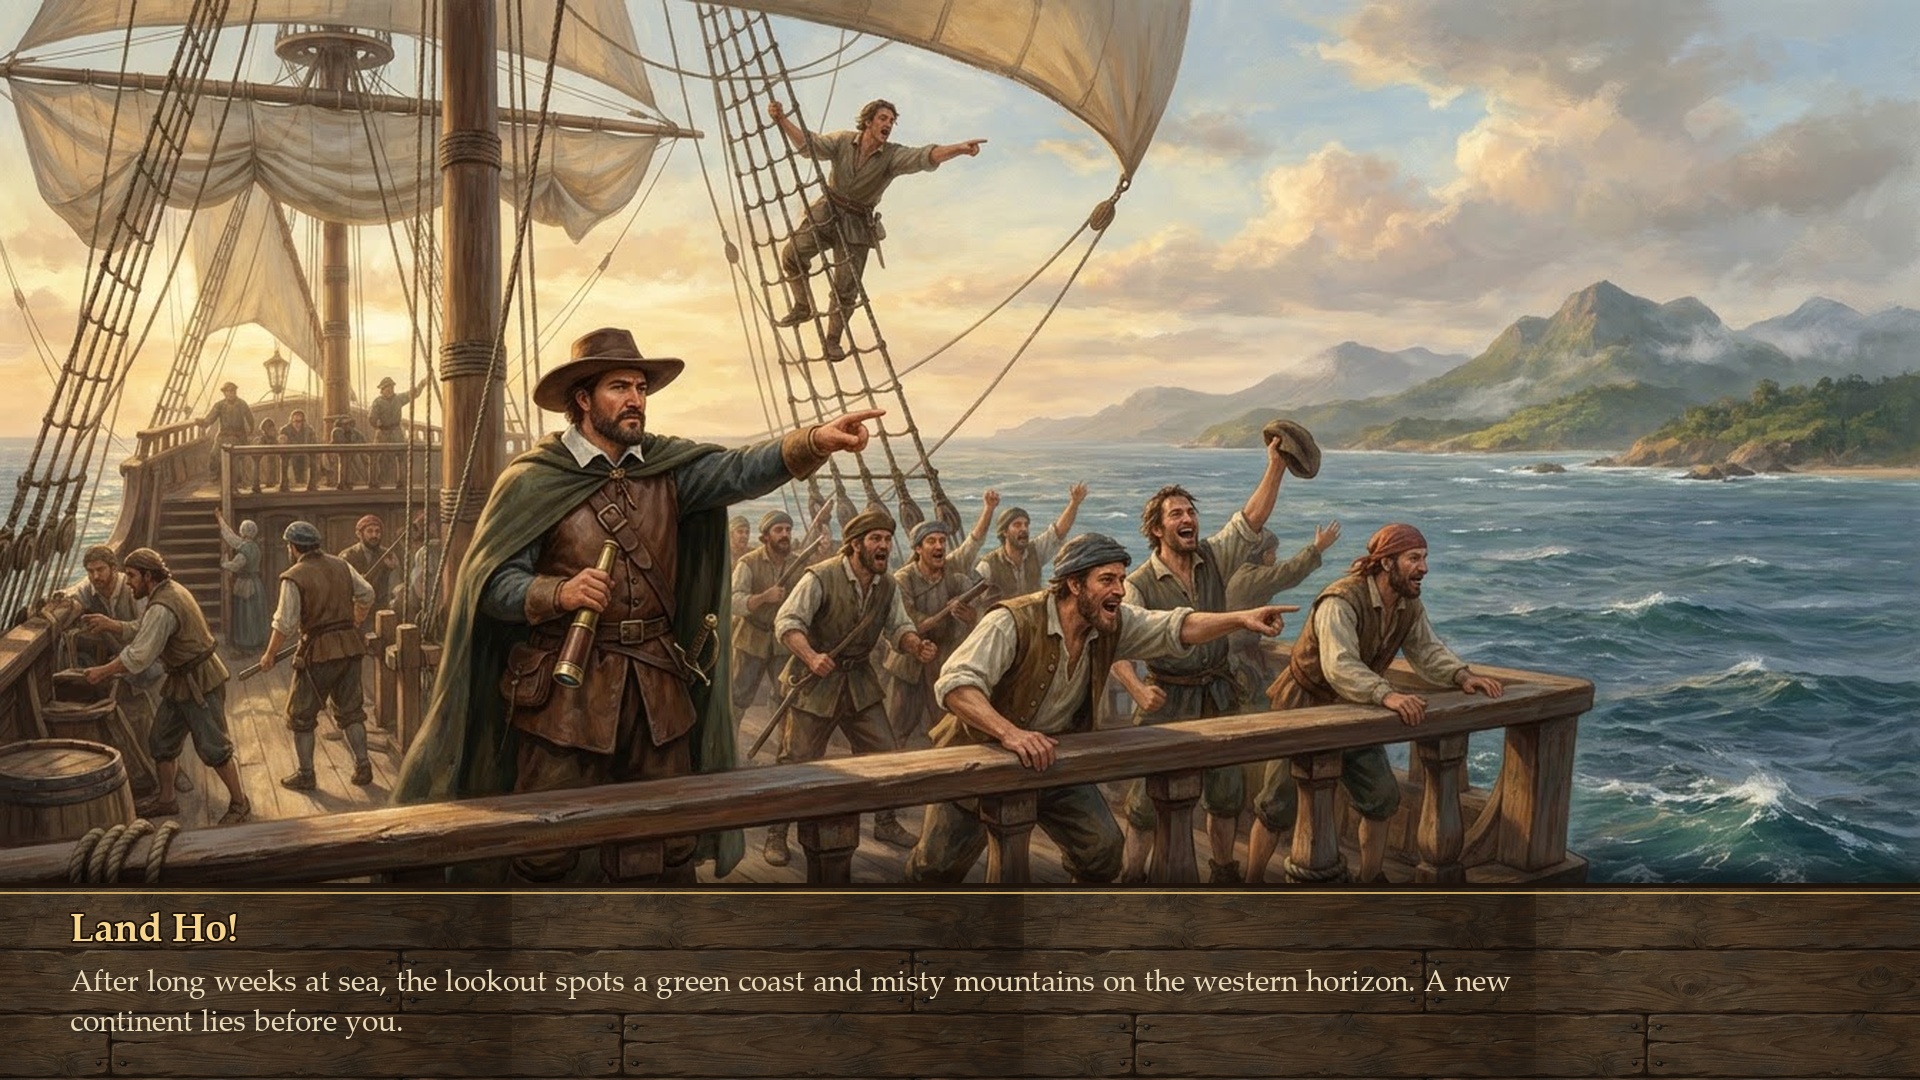 Land Ho!
After long weeks at sea, the lookout spots a green coast and misty mountains on the western horizon. A new
continent lies before you.